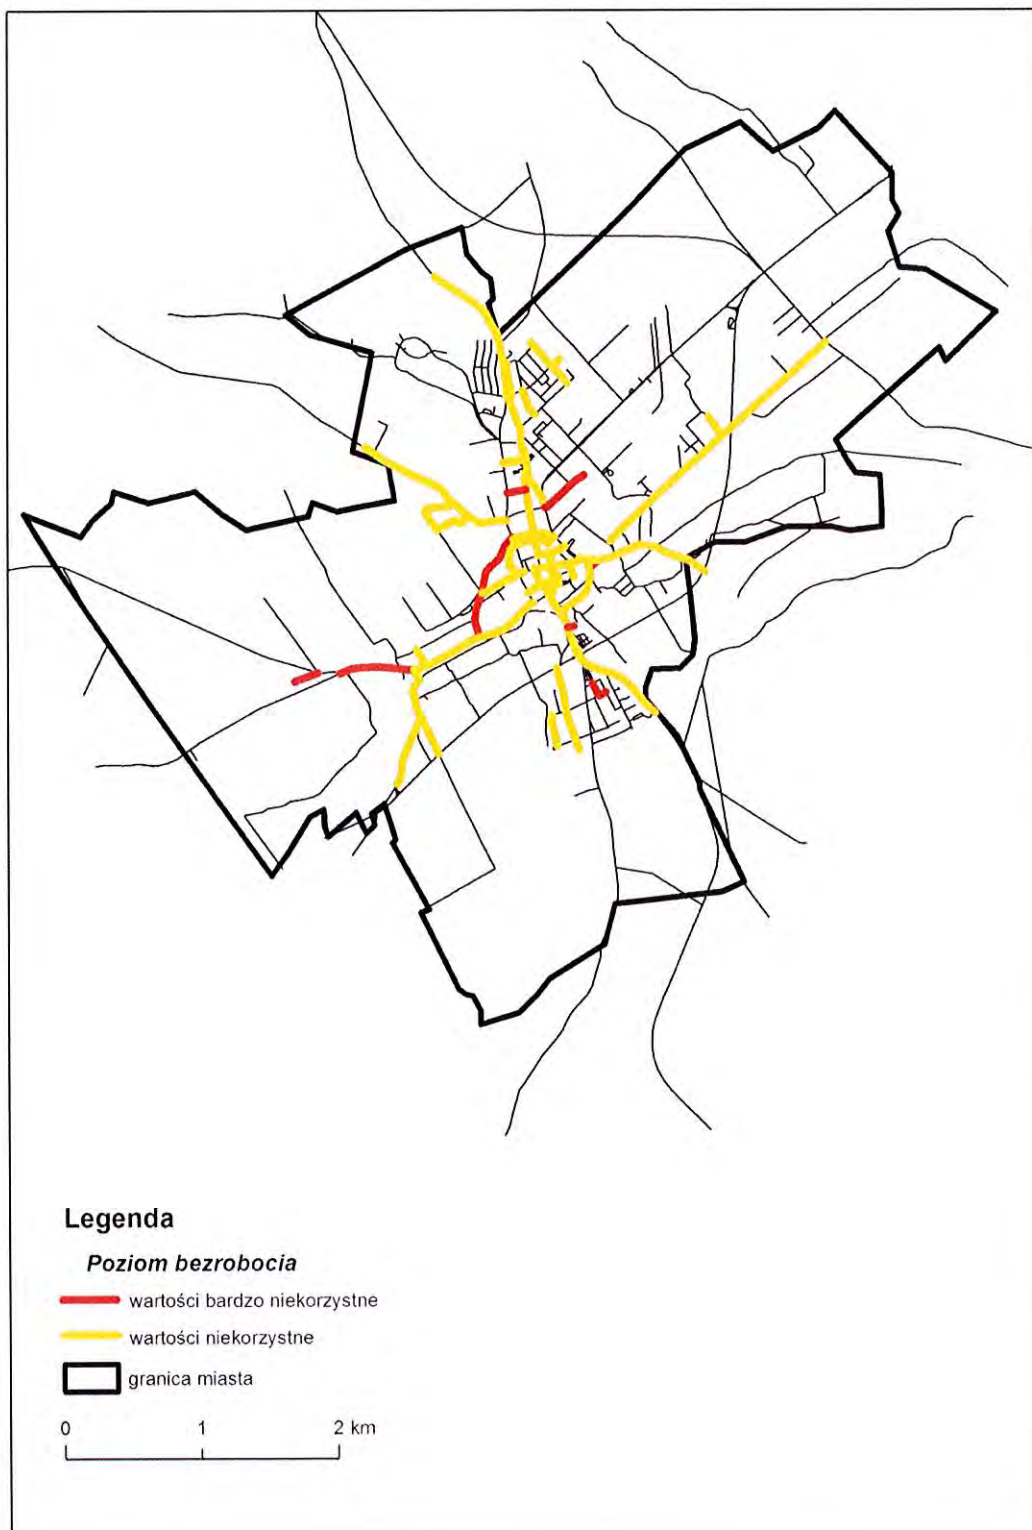 Legenda
Poziom bezrobocia
wartości bardzo niekorzystne
wartości niekorzystne
granica miasta
0 1 2 km